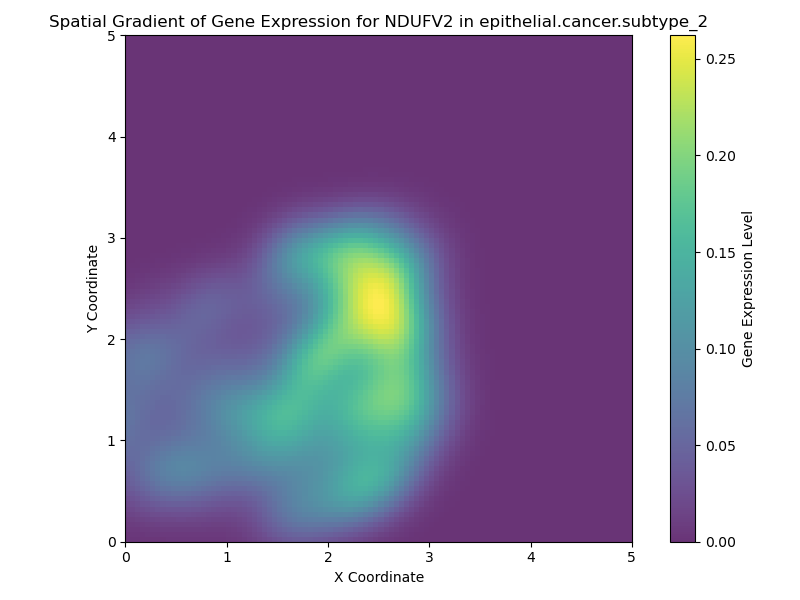 Spatial Gradient of Gene Expression for NDUFV2 in epithelial.cancer.subtype_2
5
4
3
2
1
0
0 1 2 3 4 5
X Coordinate
Y Coordinate
0.25
0.20
0.15
0.10
0.05
0.00
Gene Expression Level